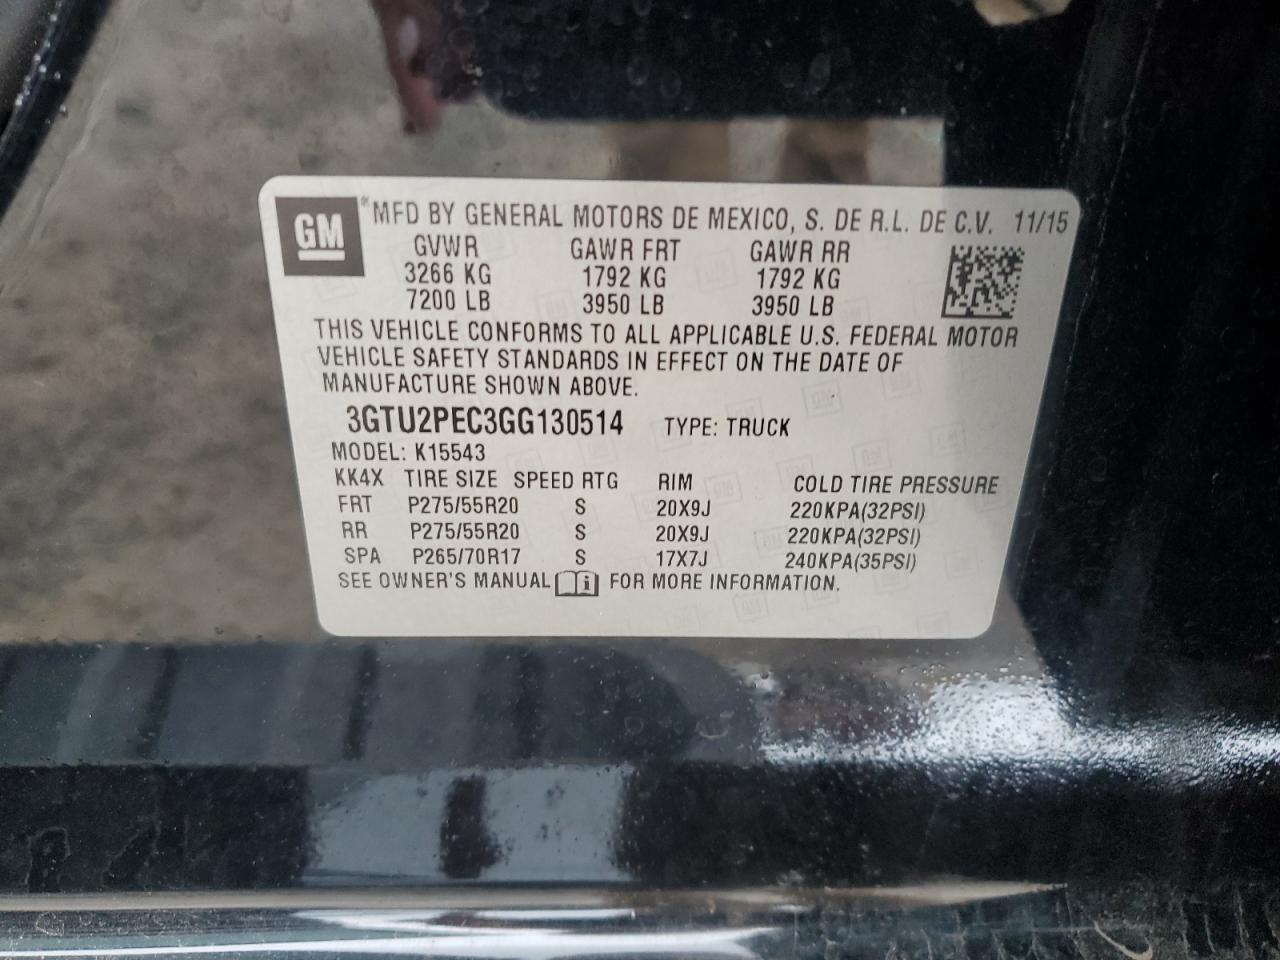 GM *MFD BY GENERAL MOTORS DE MEXICO, S. DE R.L. DE C.V. 11/15
GVWR GAWR FRT GAWR RR
3266 KG 1792 KG 1792 KG
7200 LB 3950 LB 3950 LB
THIS VEHICLE CONFORMS TO ALL APPLICABLE U.S. FEDERAL MOTOR
VEHICLE SAFETY STANDARDS IN EFFECT ON THE DATE OF
MANUFACTURE SHOWN ABOVE.
3GTU2PEC3GG130514 TYPE: TRUCK
MODEL: K15543
KK4X TIRE SIZE SPEED RTG RIM COLD TIRE PRESSURE
FRT P275/55R20 S 20X9J 220KPA(32PSI)
RR P275/55R20 S 20X9J 220KPA(32PSI)
SPA P265/70R17 S 17X7J 240KPA(35PSI)
SEE OWNER'S MANUAL i FOR MORE INFORMATION.